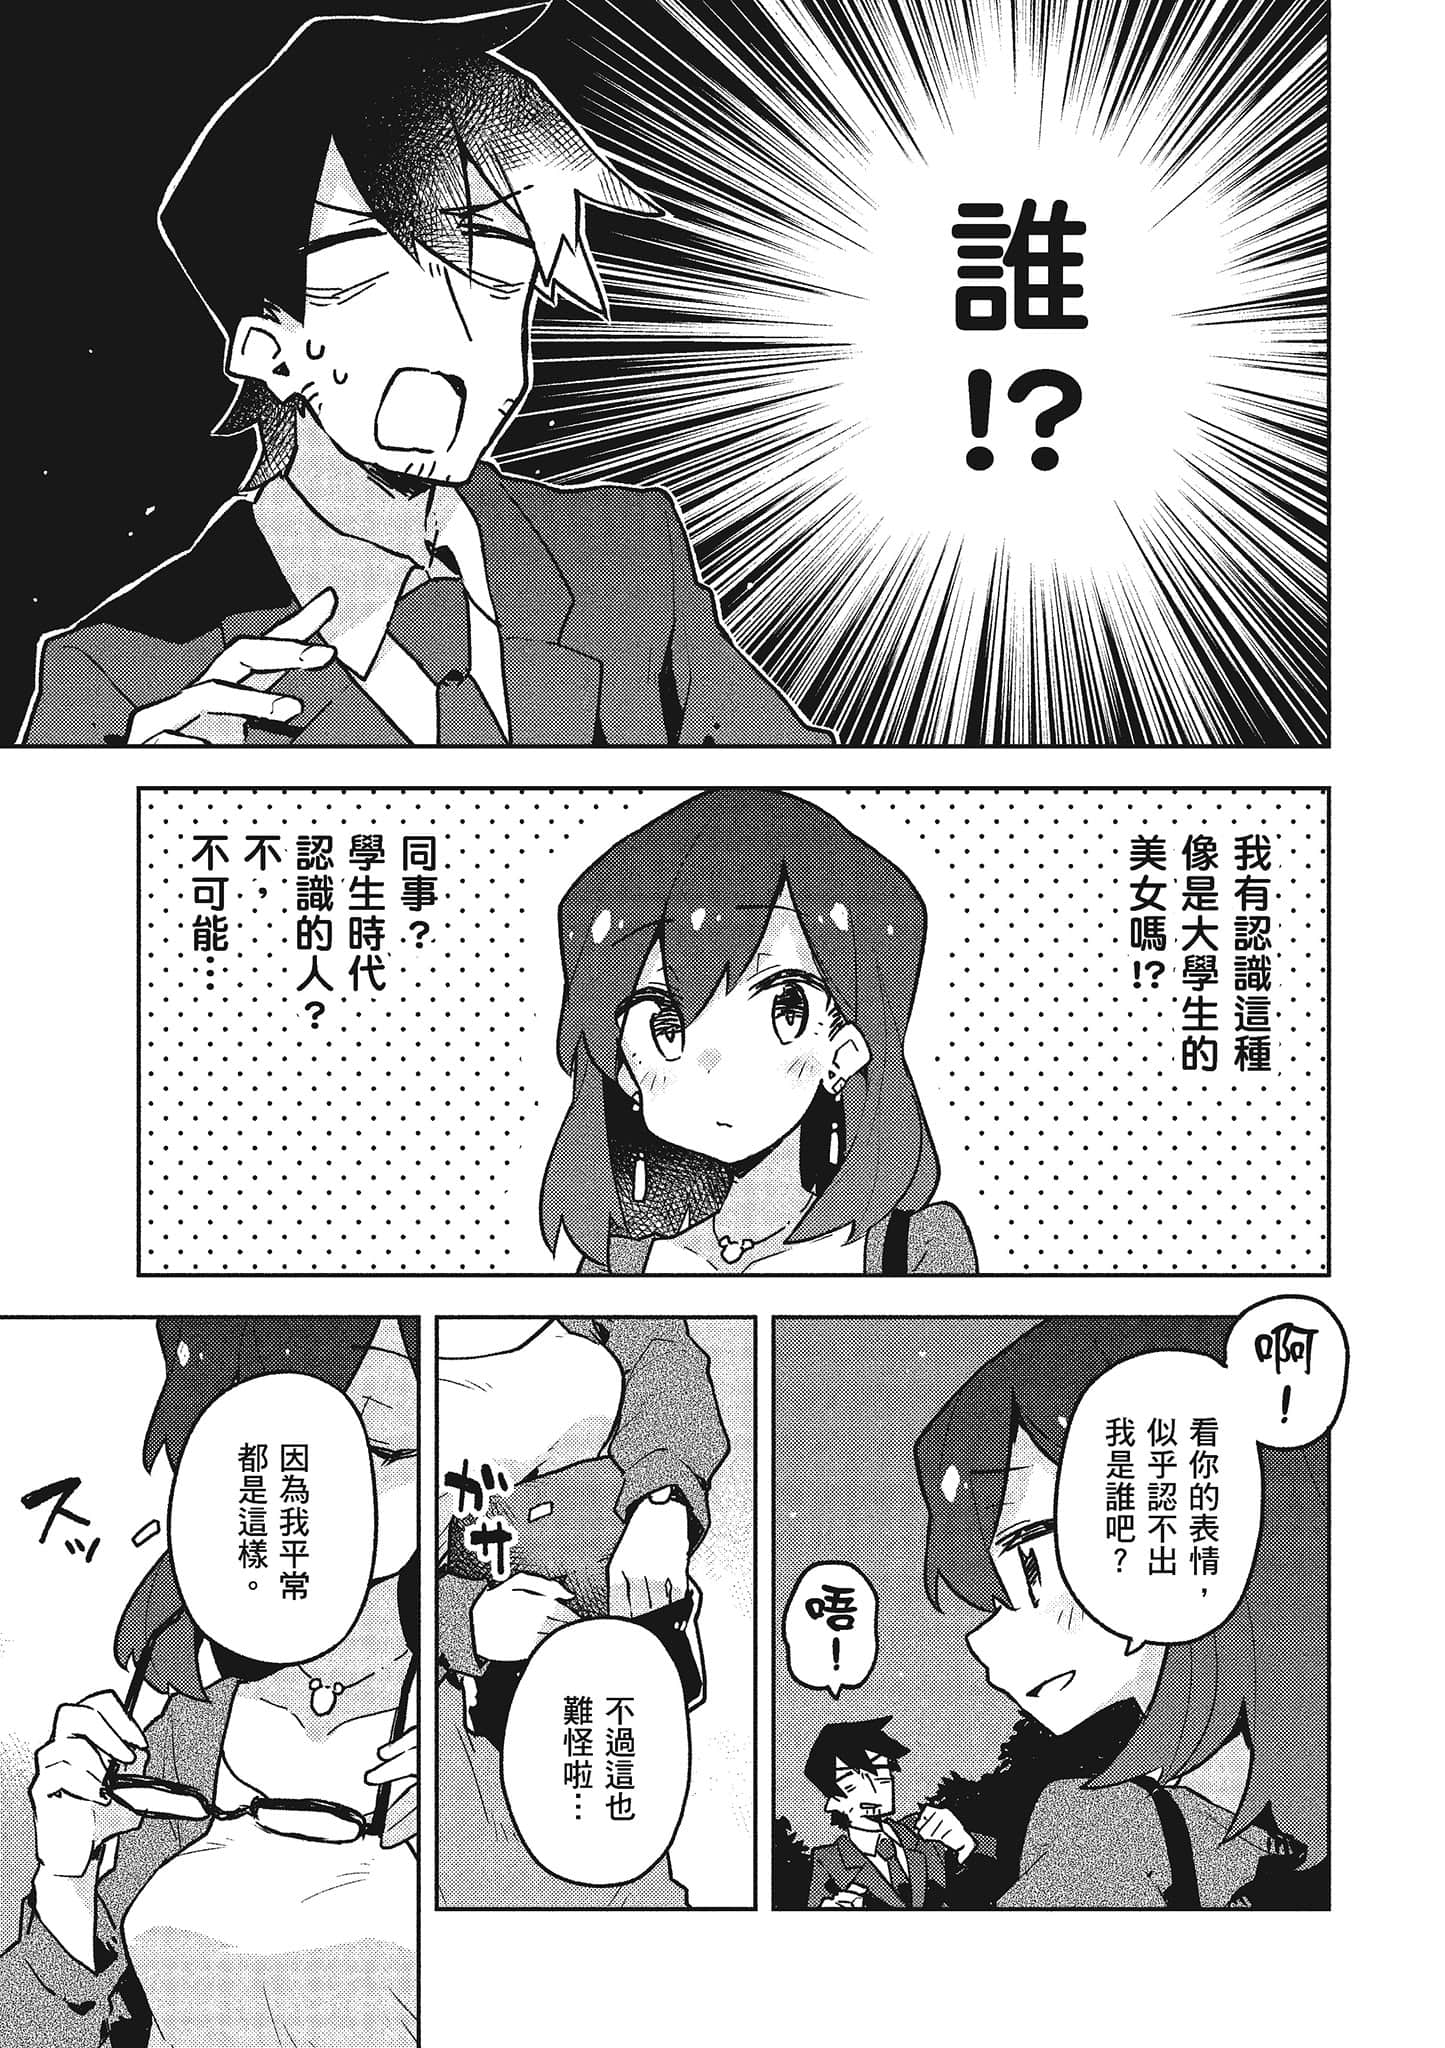 誰
!?
我有認識這種
像是大學生的
美女嗎!?
同事？
學生時代
認識的人？
不，
不可能…
啊！
看你的表情，
似乎認不出
我是誰吧？
唔！
ガサ
不過這也
難怪啦…
因為我平常
都是這樣。
スッ